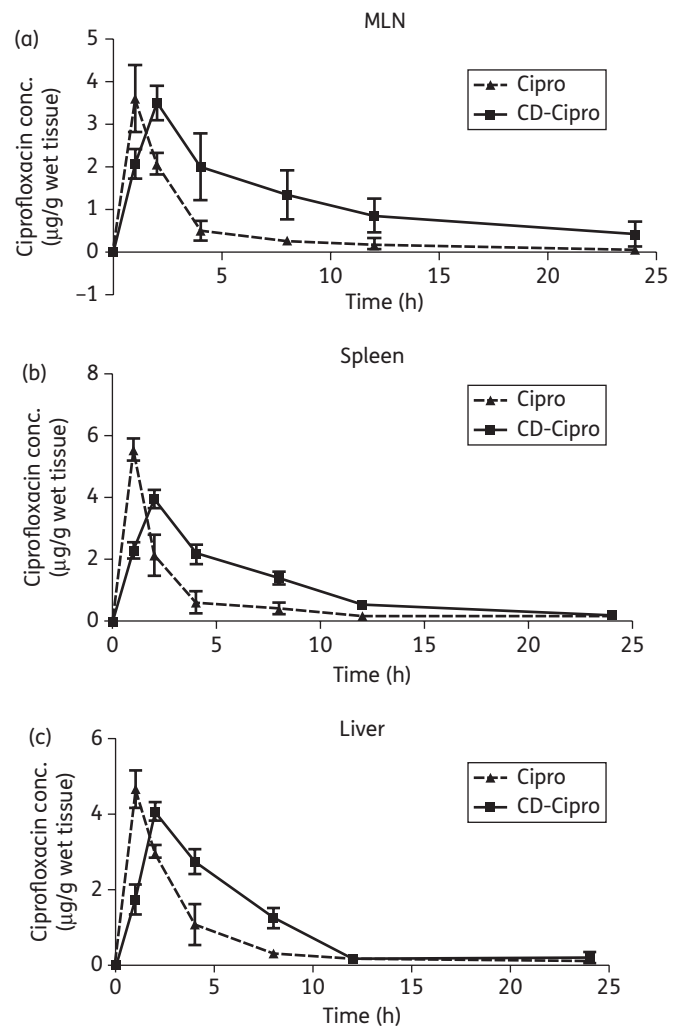 MLN
(a)
Ciprofloxacin conc.
(µg/g wet tissue)
5
4
3
2
1
0
−1
5 10 15 20 25
Time (h)
Cipro
CD-Cipro
Spleen
(b)
Ciprofloxacin conc.
(µg/g wet tissue)
8
6
4
2
0
0 5 10 15 20 25
Time (h)
Cipro
CD-Cipro
Liver
(c)
Ciprofloxacin conc.
(µg/g wet tissue)
6
4
2
0
0 5 10 15 20 25
Time (h)
Cipro
CD-Cipro